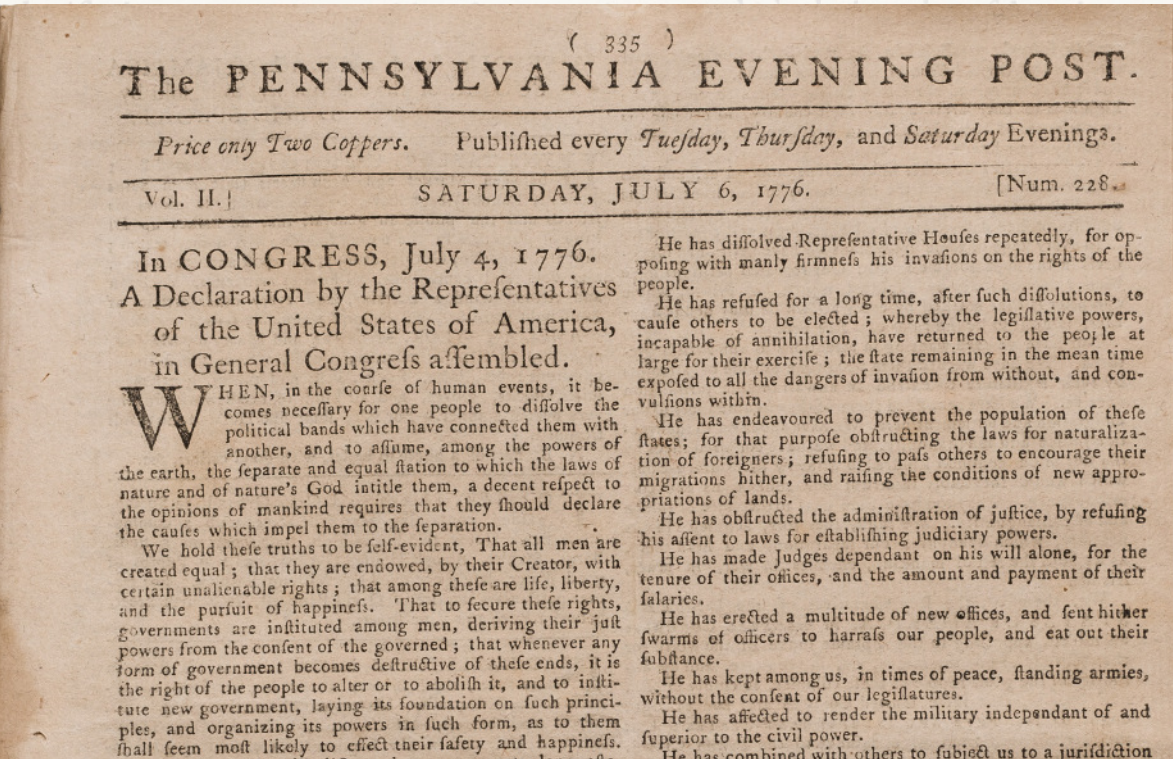 ( 335 )
The PENNSYLVANIA EVENING POST.
Price only Two Coppers. Publiſhed every Tueſday, Thurſday, and Saturday Evenings.
Vol. II.] SATURDAY, JULY 6, 1776. [Num. 228.
In CONGRESS, July 4, 1776.
A Declaration by the Repreſentatives
of the United States of America,
in General Congreſs aſſembled.
WHEN, in the courſe of human events, it be-
comes neceſſary for one people to diſſolve the
political bands which have connected them with
another, and to aſſume, among the powers of
the earth, the ſeparate and equal ſtation to which the laws of
nature and of nature's God intitle them, a decent reſpect to
the opinions of mankind requires that they ſhould declare
the cauſes which impel them to the ſeparation.
We hold theſe truths to be ſelf-evident, That all men are
created equal ; that they are endowed, by their Creator, with
certain unalienable rights ; that among theſe are life, liberty,
and the purſuit of happineſs. That to ſecure theſe rights,
governments are inſtituted among men, deriving their juſt
powers from the conſent of the governed ; that whenever any
form of government becomes deſtructive of theſe ends, it is
the right of the people to alter or to aboliſh it, and to inſti-
tute new government, laying its foundation on ſuch princi-
ples, and organizing its powers in ſuch form, as to them
ſhall ſeem moſt likely to effect their ſafety and happineſs.
He has diſſolved Repreſentative Houſes repeatedly, for op-
poſing with manly firmneſs his invaſions on the rights of the
people.
He has refuſed for a long time, after ſuch diſſolutions, to
cauſe others to be elected ; whereby the legiſlative powers,
incapable of annihilation, have returned to the people at
large for their exerciſe ; the ſtate remaining in the mean time
expoſed to all the dangers of invaſion from without, and con-
vulſions within.
He has endeavoured to prevent the population of theſe
ſtates; for that purpoſe obſtructing the laws for naturaliza-
tion of foreigners ; refuſing to paſs others to encourage their
migrations hither, and raiſing the conditions of new appro-
priations of lands.
He has obſtructed the adminiſtration of juſtice, by refuſing
his aſſent to laws for eſtabliſhing judiciary powers.
He has made Judges dependant on his will alone, for the
tenure of their offices, and the amount and payment of their
ſalaries.
He has erected a multitude of new offices, and ſent hither
ſwarms of officers to harraſs our people, and eat out their
ſubſtance.
He has kept among us, in times of peace, ſtanding armies,
without the conſent of our legiſlatures.
He has affected to render the military independant of and
ſuperior to the civil power.
He has combined with others to ſubject us to a juriſdiction